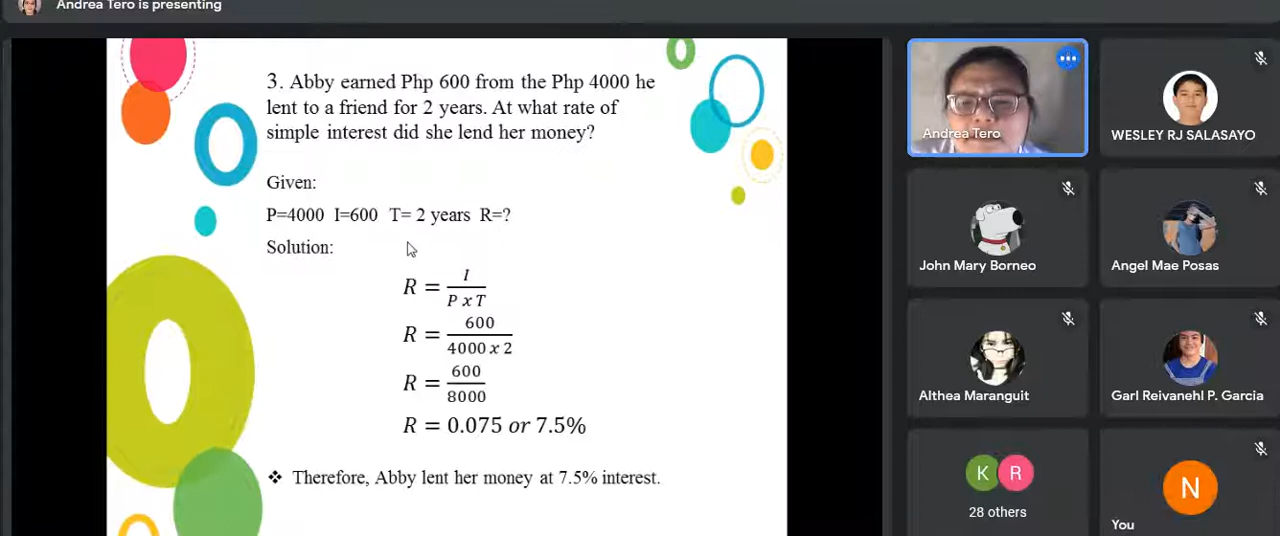 Andrea Tero is presenting
3. Abby earned Php 600 from the Php 4000 he
lent to a friend for 2 years. At what rate of
simple interest did she lend her money?
Given:
P=4000 I=600 T= 2 years R=?
Solution:
R = I / P x T
R = 600 / 4000 x 2
R = 600 / 8000
R = 0.075 or 7.5%
❖ Therefore, Abby lent her money at 7.5% interest.
Andrea Tero
WESLEY RJ SALASAYO
John Mary Borneo
Angel Mae Posas
Althea Maranguit
Garl Reivanehl P. Garcia
K R
28 others
N
You